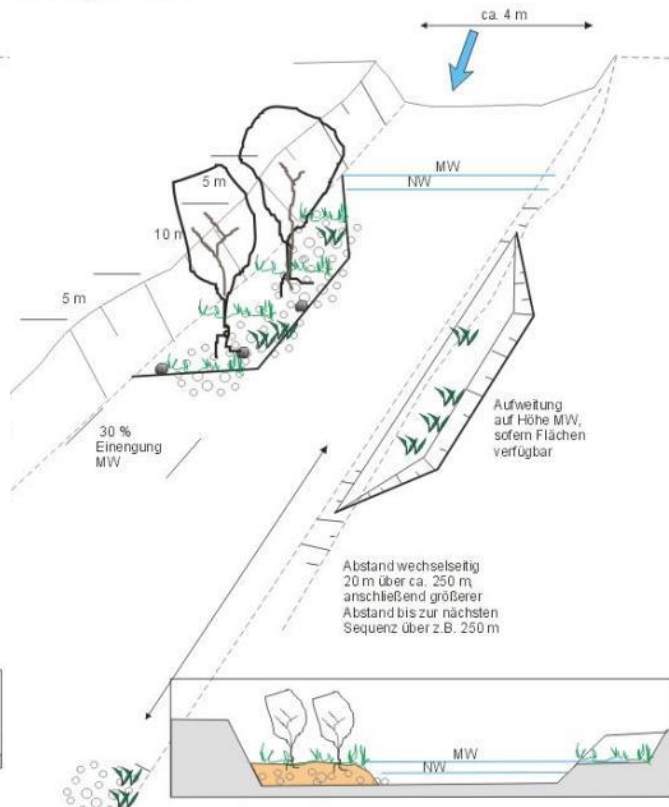 ca. 4 m
MW
NW
5 m
10 m
5 m
30 %
Einengung
MW
Aufweitung
auf Höhe MW,
sofern Flächen
verfügbar
Abstand wechselseitig
20 m über ca. 250 m,
anschließend größerer
Abstand bis zur nächsten
Sequenz über z.B. 250 m
MW
NW